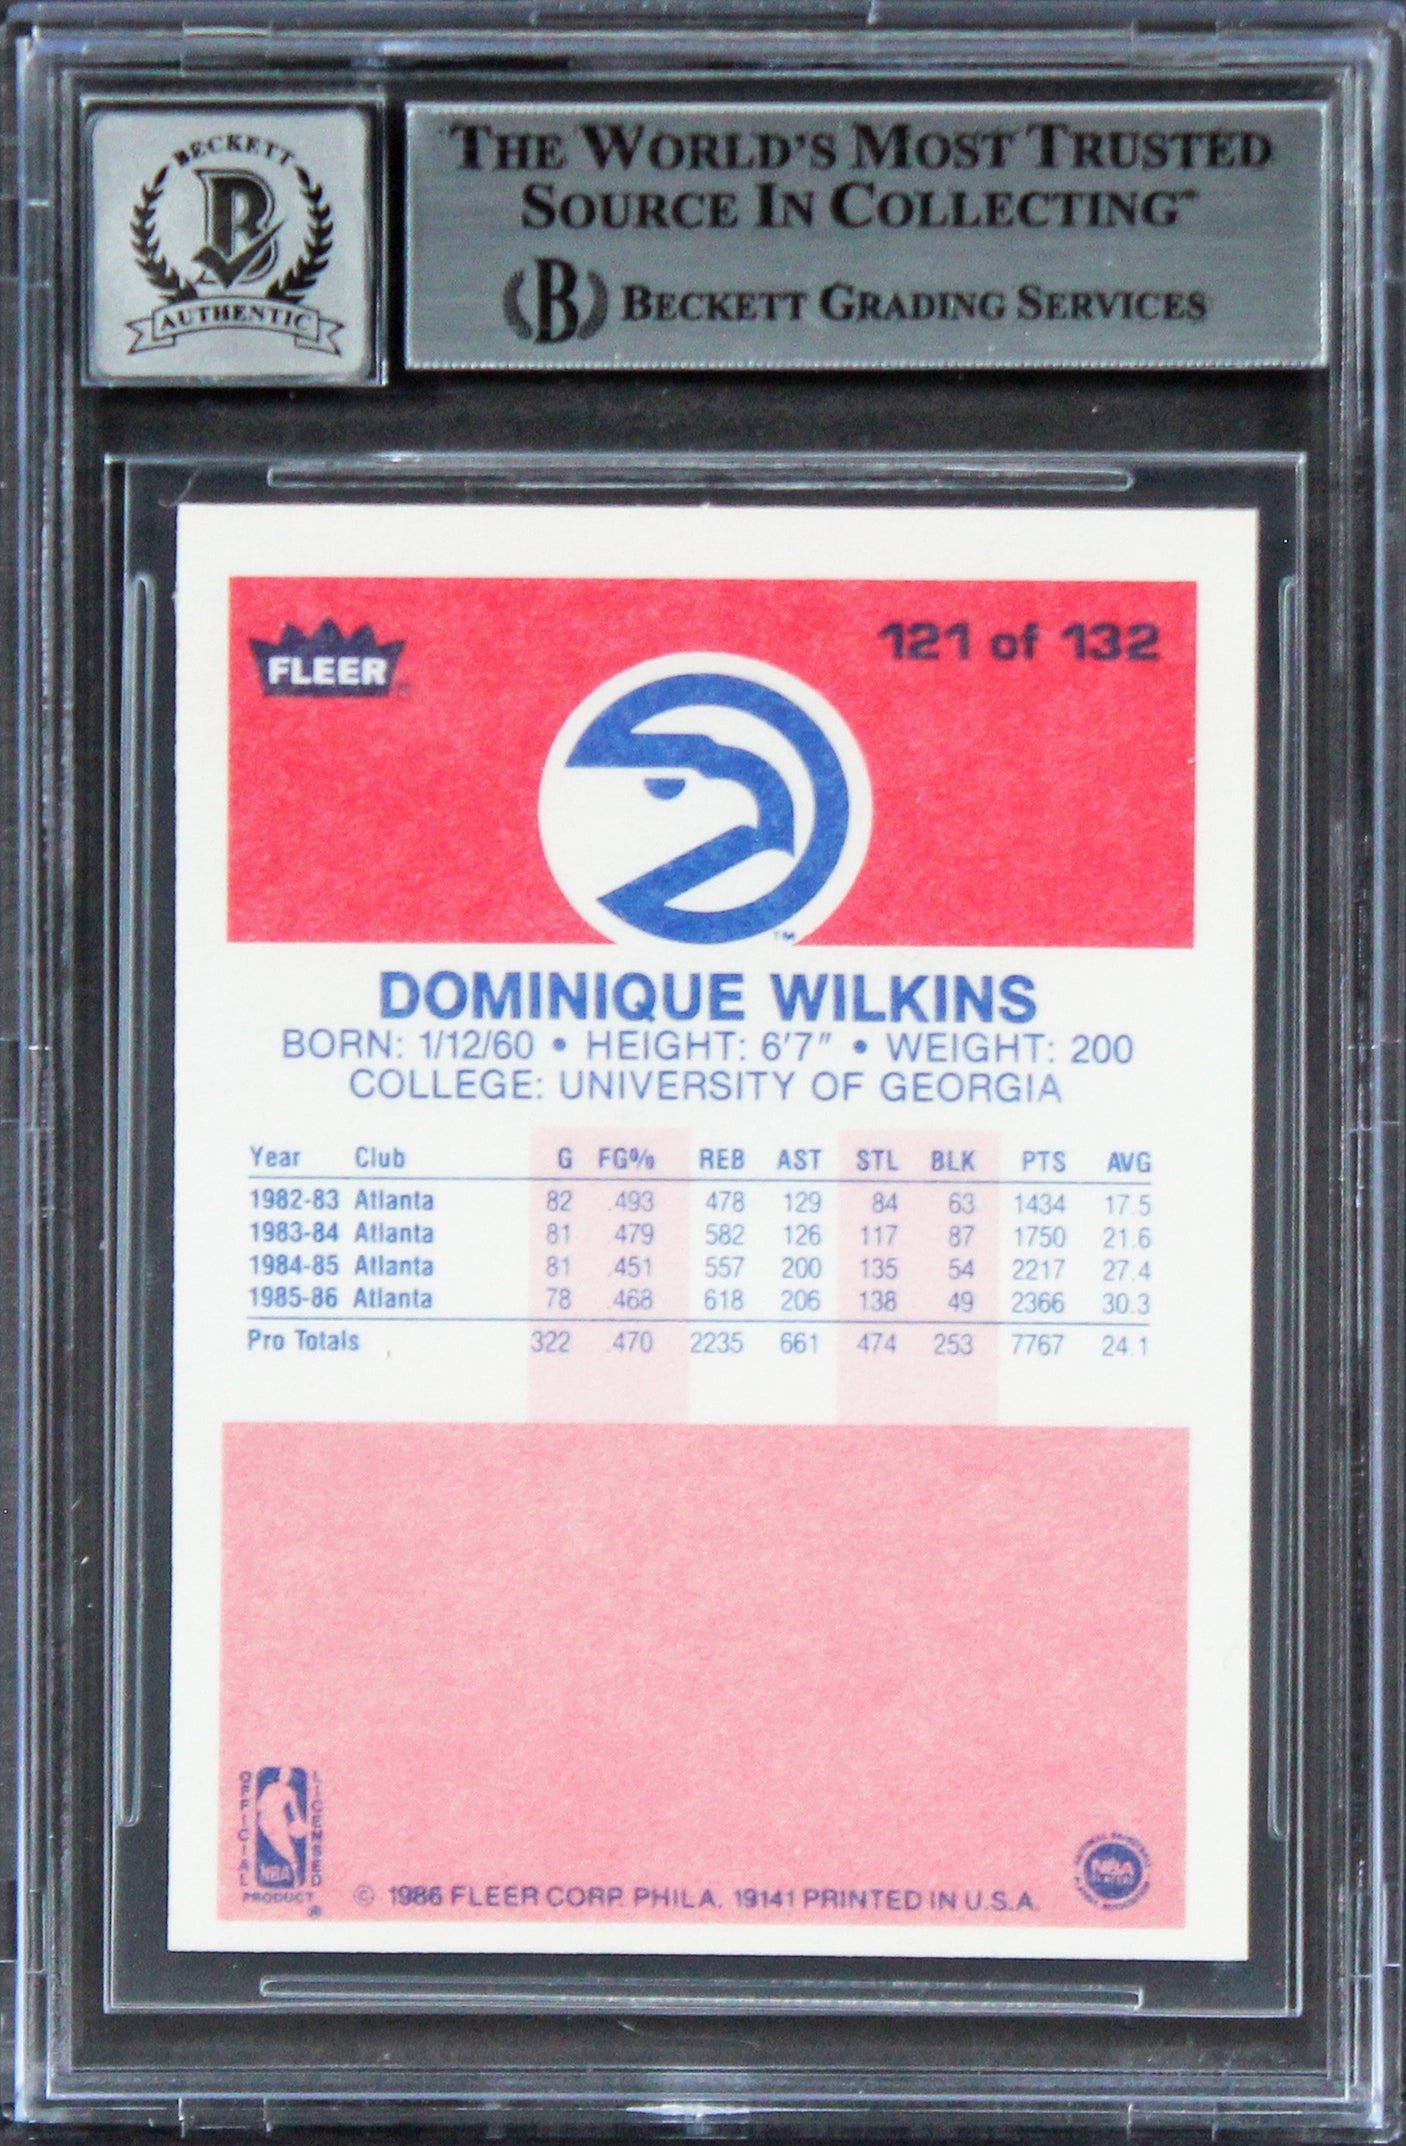 BECKETT
AUTHENTIC
THE WORLD'S MOST TRUSTED
SOURCE IN COLLECTING™
B BECKETT GRADING SERVICES
FLEER®
121 of 132
TM
DOMINIQUE WILKINS
BORN: 1/12/60 • HEIGHT: 6'7" • WEIGHT: 200
COLLEGE: UNIVERSITY OF GEORGIA
Year Club G FG% REB AST STL BLK PTS AVG
1982-83 Atlanta 82 .493 478 129 84 63 1434 17.5
1983-84 Atlanta 81 .479 582 126 117 87 1750 21.6
1984-85 Atlanta 81 .451 557 200 135 54 2217 27.4
1985-86 Atlanta 78 .468 618 206 138 49 2366 30.3
Pro Totals 322 .470 2235 661 474 253 7767 24.1
OFFICIAL
NBA
LICENSED
PRODUCT ®
© 1986 FLEER CORP. PHILA. 19141 PRINTED IN U.S.A.
NBA